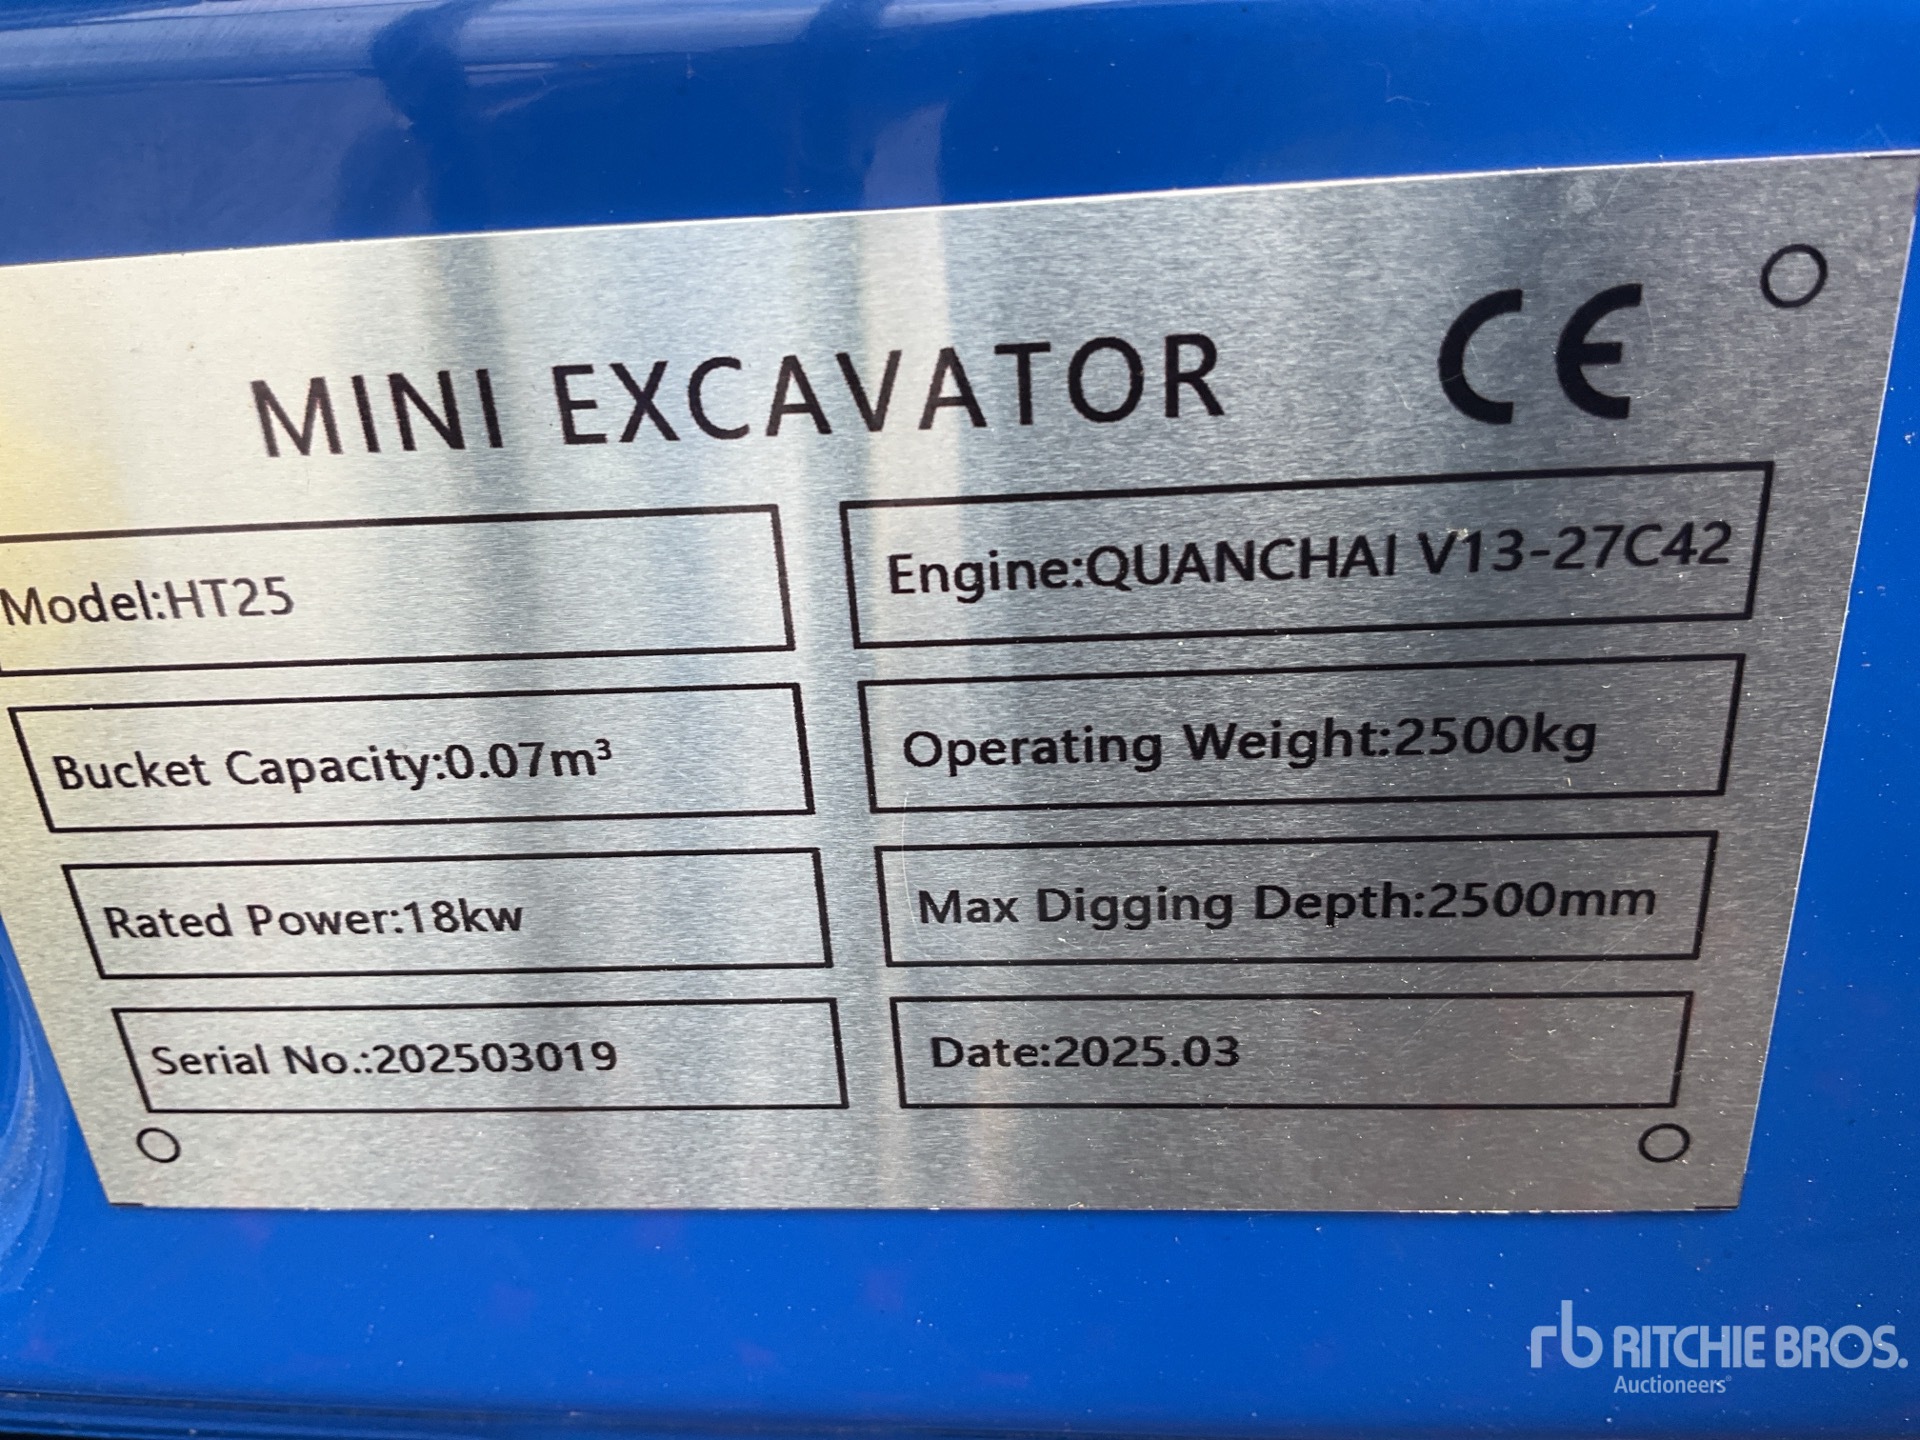 MINI EXCAVATOR CE
Model:HT25
Engine:QUANCHAI V13-27C42
Bucket Capacity:0.07m³
Operating Weight:2500kg
Rated Power:18kw
Max Digging Depth:2500mm
Serial No.:202503019
Date:2025.03
rb RITCHIE BROS.
Auctioneers